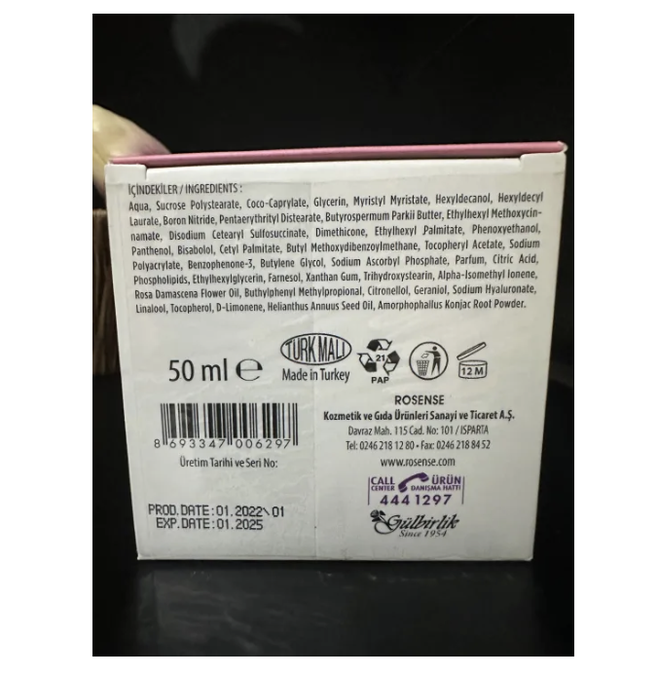 İÇİNDEKİLER / INGREDIENTS :
Aqua, Sucrose Polystearate, Coco-Caprylate, Glycerin, Myristyl Myristate, Hexyldecanol, Hexyldecyl
Laurate, Boron Nitride, Pentaerythrityl Distearate, Butyrospermum Parkii Butter, Ethylhexyl Methoxycin-
namate, Disodium Cetearyl Sulfosuccinate, Dimethicone, Ethylhexyl Palmitate, Phenoxyethanol,
Panthenol, Bisabolol, Cetyl Palmitate, Butyl Methoxydibenzoylmethane, Tocopheryl Acetate, Sodium
Polyacrylate, Benzophenone-3, Butylene Glycol, Sodium Ascorbyl Phosphate, Parfum, Citric Acid,
Phospholipids, Ethylhexylglycerin, Farnesol, Xanthan Gum, Trihydroxystearin, Alpha-Isomethyl Ionene,
Rosa Damascena Flower Oil, Buthylphenyl Methylpropional, Citronellol, Geraniol, Sodium Hyaluronate,
Linalool, Tocopherol, D-Limonene, Helianthus Annuus Seed Oil, Amorphophallus Konjac Root Powder.
50 ml e
TURK MALI
Made in Turkey
21
PAP
12 M
8 693347 006297
Üretim Tarihi ve Seri No:
PROD.DATE:01.2022\01
EXP.DATE:01.2025
ROSENSE
Kozmetik ve Gıda Ürünleri Sanayi ve Ticaret A.Ş.
Davraz Mah. 115 Cad. No: 101 / ISPARTA
Tel: 0246 218 12 80 • Fax: 0246 218 84 52
www.rosense.com
CALL CENTER ÜRÜN DANIŞMA HATTI
444 1297
Gülbirlik
Since 1954